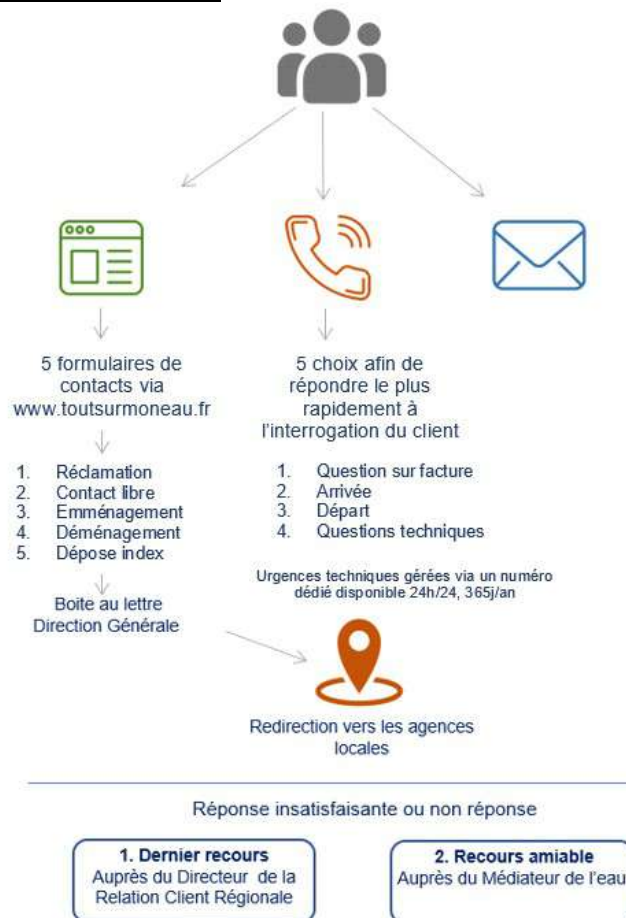 5 formulaires de
contacts via
www.toutsurmoneau.fr
1. Réclamation
2. Contact libre
3. Emménagement
4. Déménagement
5. Dépose index
Boite au lettre
Direction Générale
5 choix afin de
répondre le plus
rapidement à
l'interrogation du client
1. Question sur facture
2. Arrivée
3. Départ
4. Questions techniques
Urgences techniques gérées via un numéro
dédié disponible 24h/24, 365j/an
Redirection vers les agences
locales
Réponse insatisfaisante ou non réponse
1. Dernier recours
Auprès du Directeur de la
Relation Client Régionale
2. Recours amiable
Auprès du Médiateur de l'eau